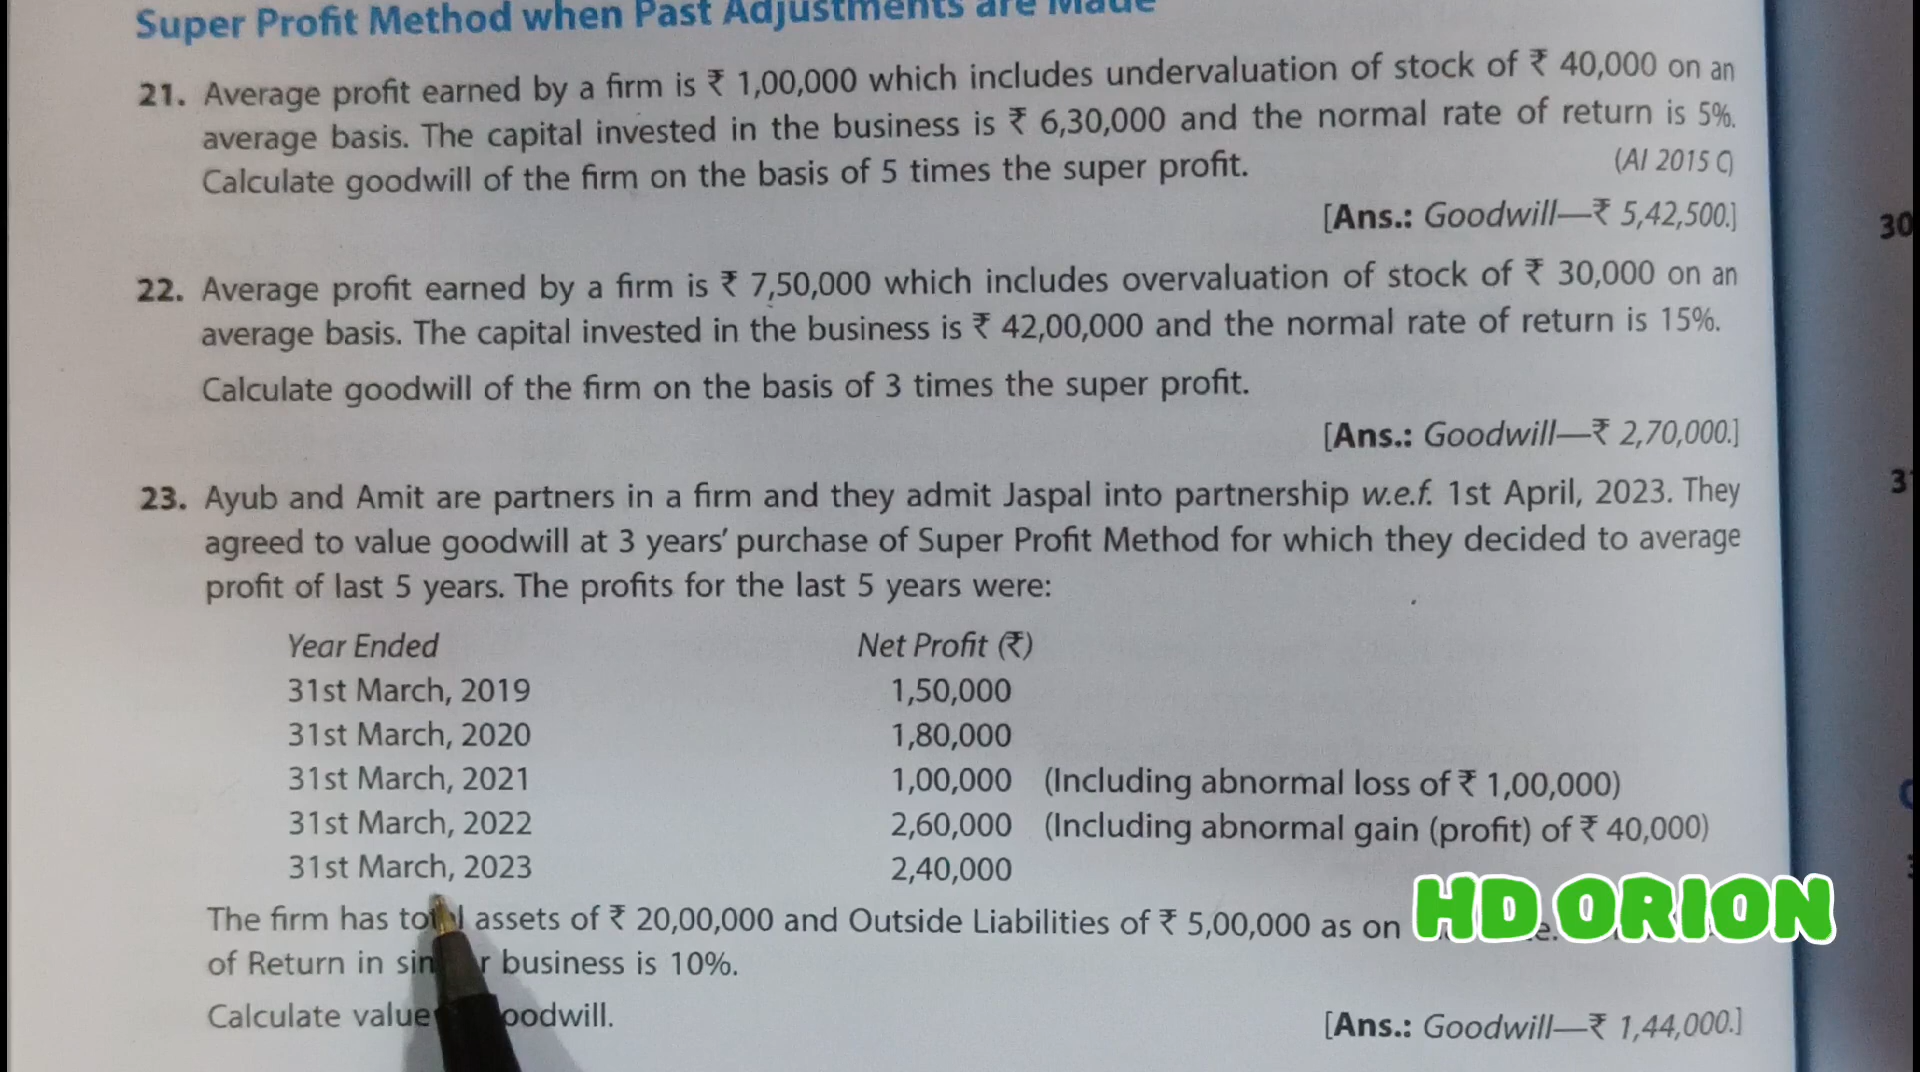 Super Profit Method when Past Adjustments are Made
21. Average profit earned by a firm is ₹ 1,00,000 which includes undervaluation of stock of ₹ 40,000 on an
average basis. The capital invested in the business is ₹ 6,30,000 and the normal rate of return is 5%.
Calculate goodwill of the firm on the basis of 5 times the super profit. (AI 2015 C)
[Ans.: Goodwill—₹ 5,42,500.]
30
22. Average profit earned by a firm is ₹ 7,50,000 which includes overvaluation of stock of ₹ 30,000 on an
average basis. The capital invested in the business is ₹ 42,00,000 and the normal rate of return is 15%.
Calculate goodwill of the firm on the basis of 3 times the super profit.
[Ans.: Goodwill—₹ 2,70,000.]
23. Ayub and Amit are partners in a firm and they admit Jaspal into partnership w.e.f. 1st April, 2023. They
agreed to value goodwill at 3 years' purchase of Super Profit Method for which they decided to average
profit of last 5 years. The profits for the last 5 years were:
Year Ended Net Profit (₹)
31st March, 2019 1,50,000
31st March, 2020 1,80,000
31st March, 2021 1,00,000 (Including abnormal loss of ₹ 1,00,000)
31st March, 2022 2,60,000 (Including abnormal gain (profit) of ₹ 40,000)
31st March, 2023 2,40,000
HD ORION
The firm has total assets of ₹ 20,00,000 and Outside Liabilities of ₹ 5,00,000 as on
of Return in business is 10%.
Calculate value goodwill.
[Ans.: Goodwill—₹ 1,44,000.]